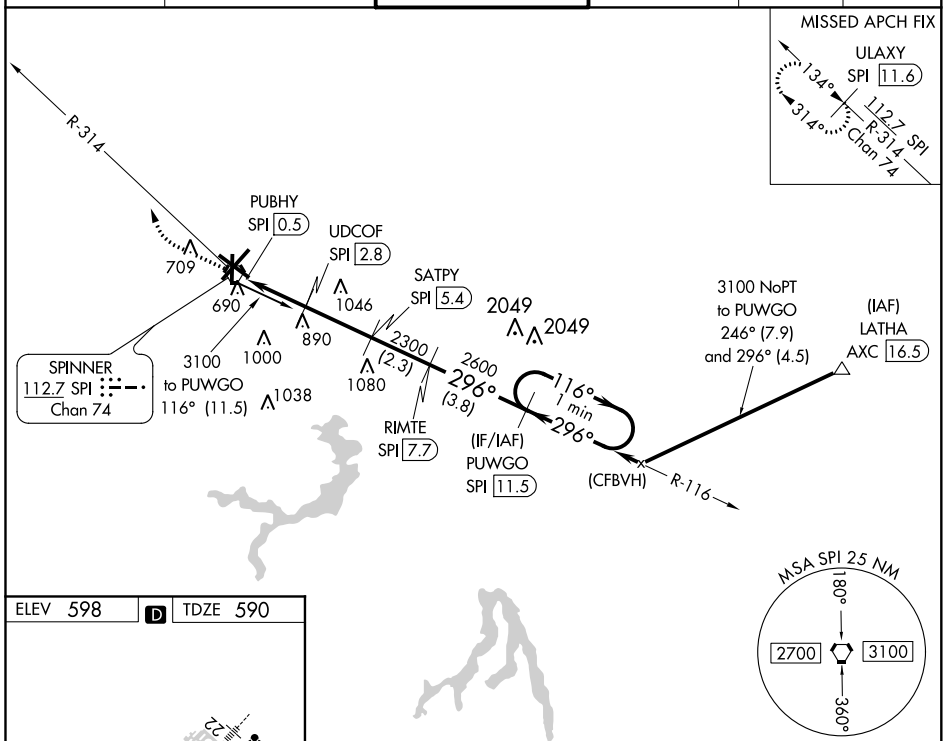 MISSED APCH FIX
ULAXY
SPI 11.6
134°
314°
112.7 SPI
R-314
Chan 74
R-314
PUBHY
SPI 0.5
UDCOF
SPI 2.8
SATPY
SPI 5.4
709
690
890
1046
1000
1080
1038
2049
2049
3100 NoPT
to PUWGO
246° (7.9)
and 296° (4.5)
(IAF)
LATHA
AXC 16.5
SPINNER
112.7 SPI
Chan 74
3100
to PUWGO
116° (11.5)
2300
(2.3)
2600
296°
(3.8)
116°
1 min
296°
RIMTE
SPI 7.7
(IF/IAF)
PUWGO
SPI 11.5
(CFBVH)
R-116
MSA SPI 25 NM
180°
2700
3100
360°
ELEV 598
D
TDZE 590
22